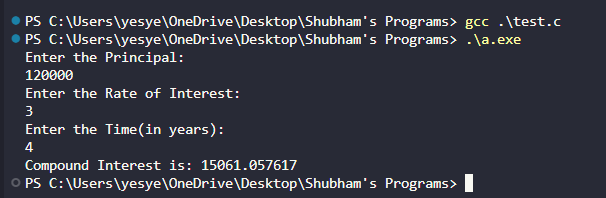 PS C:\Users\yesye\OneDrive\Desktop\Shubham's Programs> gcc .\test.c
PS C:\Users\yesye\OneDrive\Desktop\Shubham's Programs> .\a.exe
Enter the Principal:
120000
Enter the Rate of Interest:
3
Enter the Time(in years):
4
Compound Interest is: 15061.057617
PS C:\Users\yesye\OneDrive\Desktop\Shubham's Programs>